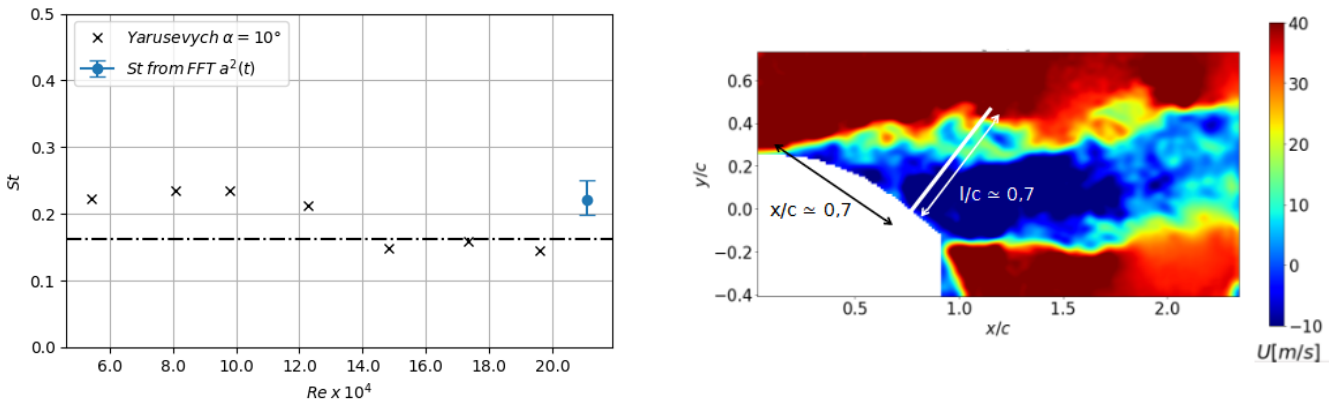 0.5
0.4
0.3
0.2
0.1
0.0
St
Yarusevych α = 10°
St from FFT a²(t)
6.0 8.0 10.0 12.0 14.0 16.0 18.0 20.0
Re x 10⁴
0.6
0.4
0.2
0.0
−0.2
−0.4
y/c
x/c ≃ 0,7
l/c ≃ 0,7
0.5 1.0 1.5 2.0
x/c
40
30
20
10
0
−10
U[m/s]